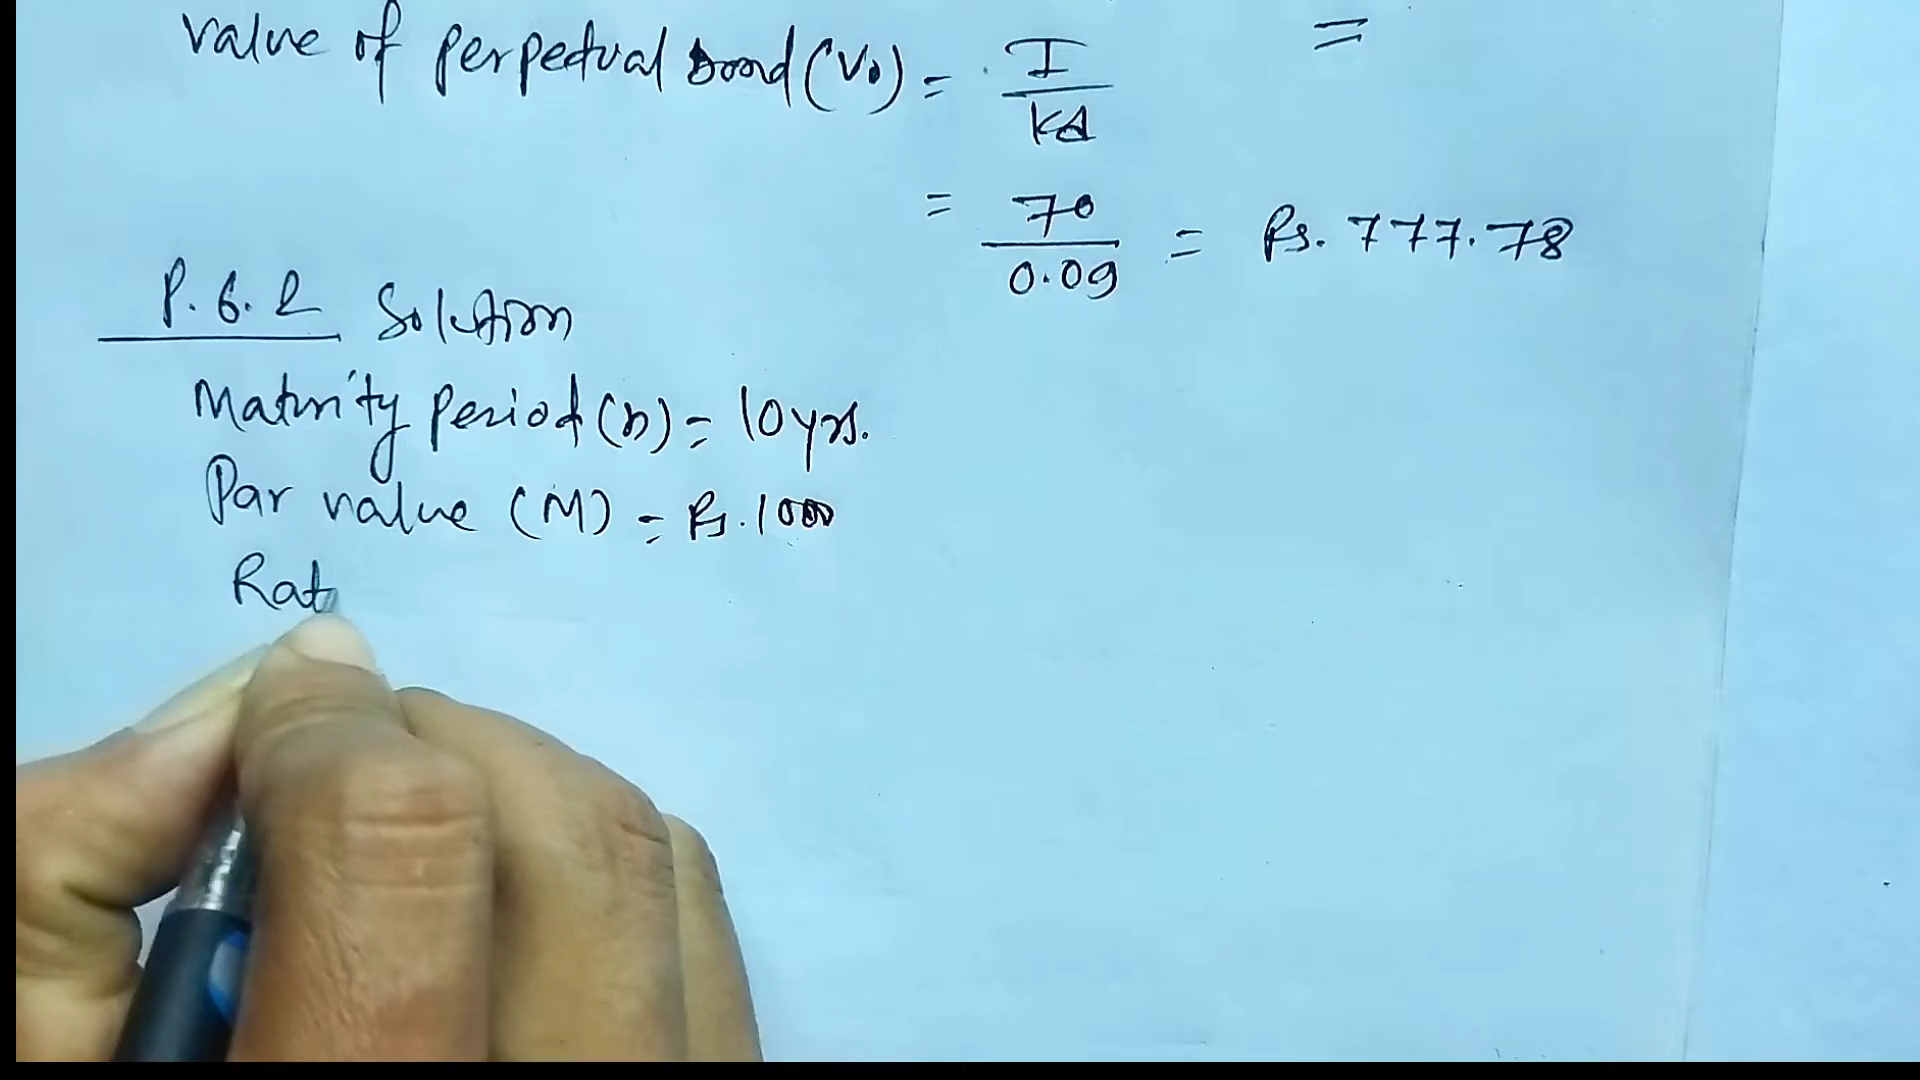 Value of perpetual bond (V0) = I / kd
=
= 70 / 0.09 = Rs. 777.78
P.6.2 Solution
Maturity period (n) = 10 yrs.
Par value (M) = Rs. 1000
Rat